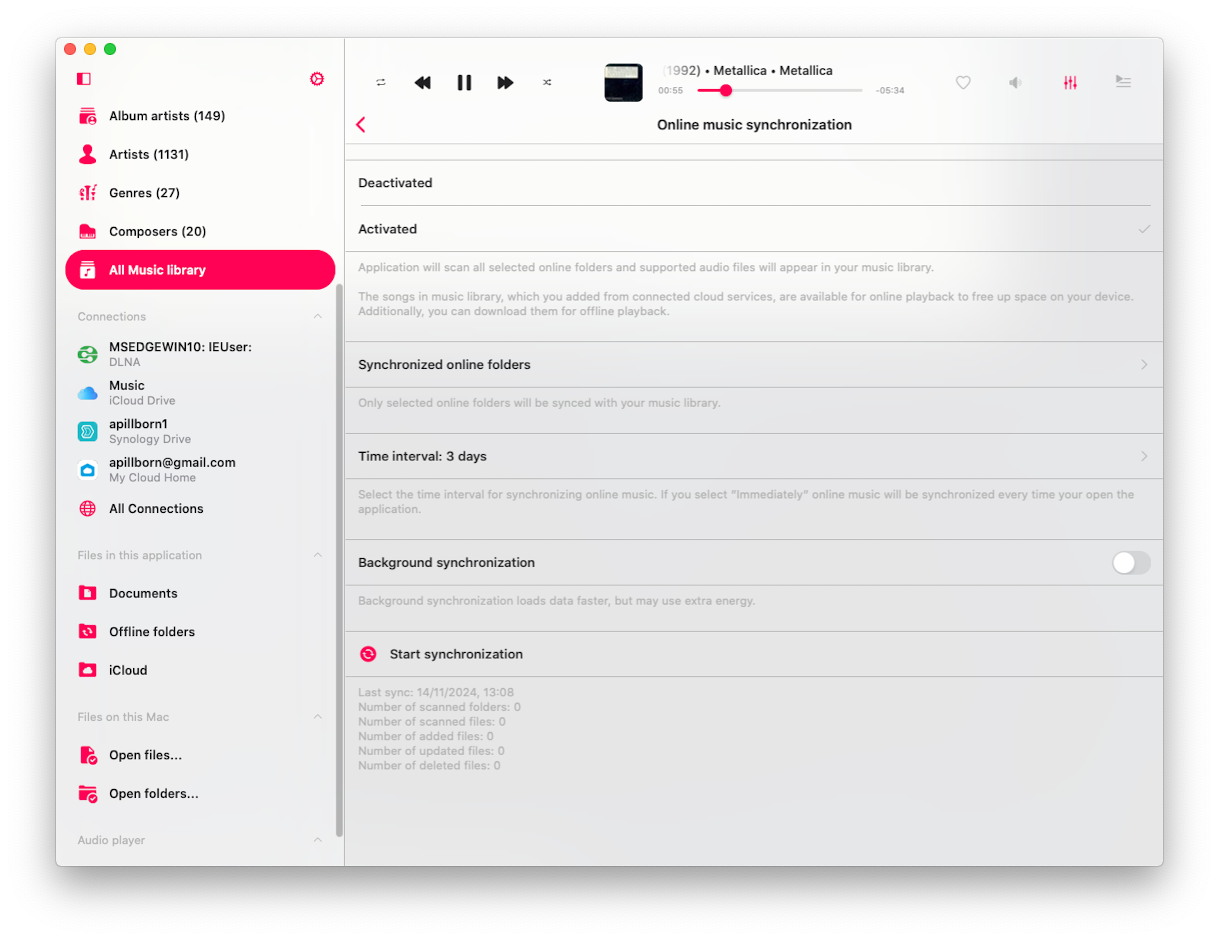 Album artists (149)
Artists (1131)
Genres (27)
Composers (20)
All Music library
Connections
MSEDGEWIN10: IEUser:
DLNA
Music
iCloud Drive
apillborn1
Synology Drive
apillborn@gmail.com
My Cloud Home
All Connections
Files in this application
Documents
Offline folders
iCloud
Files on this Mac
Open files...
Open folders...
Audio player
(1992) • Metallica • Metallica
00:55
-05:34
Online music synchronization
Deactivated
Activated
Application will scan all selected online folders and supported audio files will appear in your music library.
The songs in music library, which you added from connected cloud services, are available for online playback to free up space on your device.
Additionally, you can download them for offline playback.
Synchronized online folders
Only selected online folders will be synced with your music library.
Time interval: 3 days
Select the time interval for synchronizing online music. If you select "Immediately" online music will be synchronized every time your open the
application.
Background synchronization
Background synchronization loads data faster, but may use extra energy.
Start synchronization
Last sync: 14/11/2024, 13:08
Number of scanned folders: 0
Number of scanned files: 0
Number of added files: 0
Number of updated files: 0
Number of deleted files: 0